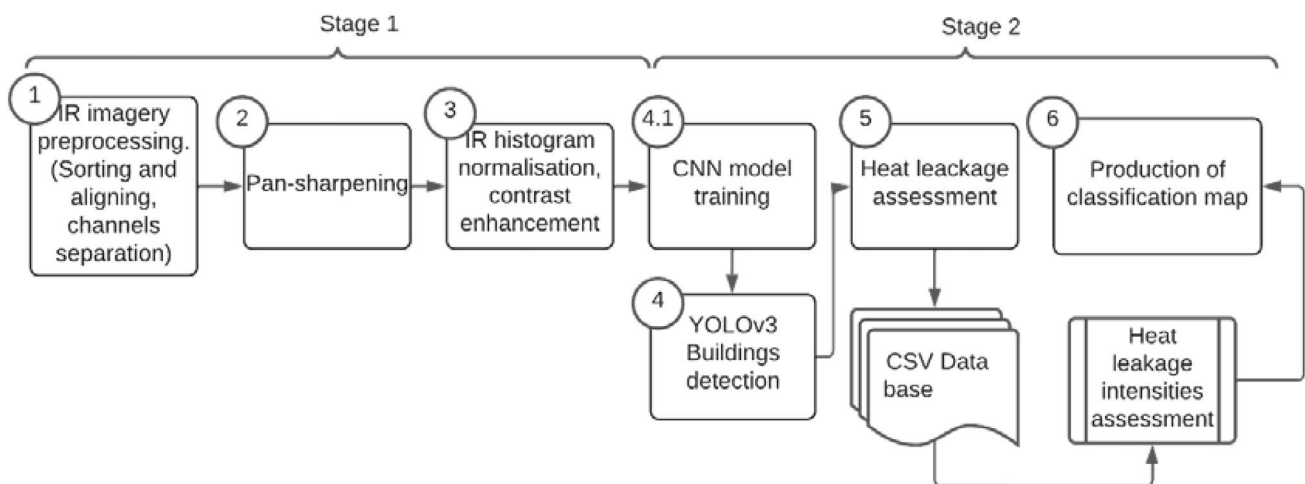 Stage 1
Stage 2
1
IR imagery
preprocessing.
(Sorting and
aligning,
channels
separation)
2
Pan-sharpening
3
IR histogram
normalisation,
contrast
enhancement
4.1
CNN model
training
4
YOLOv3
Buildings
detection
5
Heat leackage
assessment
CSV Data
base
Heat
leakage
intensities
assessment
6
Production of
classification map